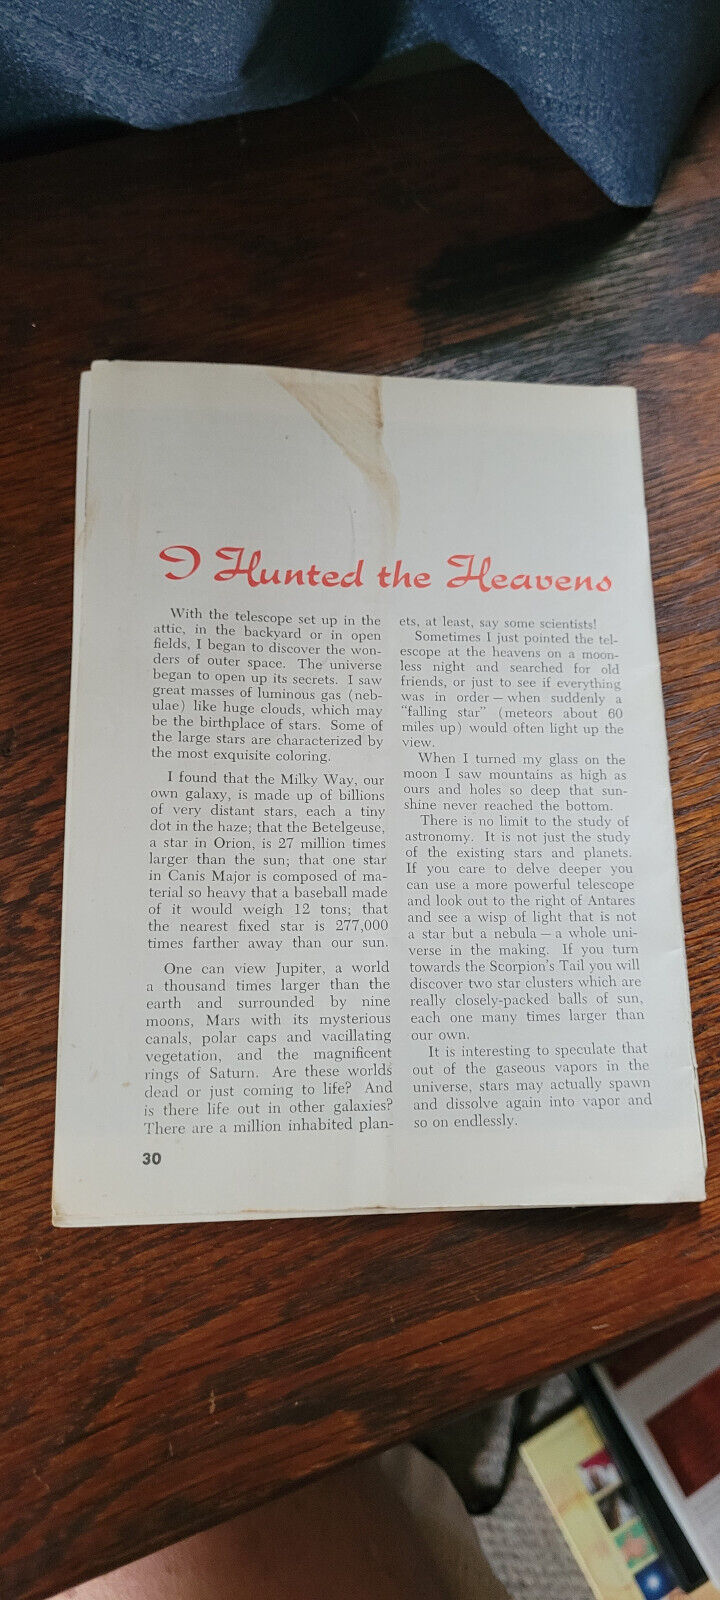 I Hunted the Heavens
With the telescope set up in the
attic, in the backyard or in open
fields, I began to discover the won-
ders of outer space. The universe
began to open up its secrets. I saw
great masses of luminous gas (neb-
ulae) like huge clouds, which may
be the birthplace of stars. Some of
the large stars are characterized by
the most exquisite coloring.
I found that the Milky Way, our
own galaxy, is made up of billions
of very distant stars, each a tiny
dot in the haze; that the Betelgeuse,
a star in Orion, is 27 million times
larger than the sun; that one star
in Canis Major is composed of ma-
terial so heavy that a baseball made
of it would weigh 12 tons; that
the nearest fixed star is 277,000
times farther away than our sun.
One can view Jupiter, a world
a thousand times larger than the
earth and surrounded by nine
moons, Mars with its mysterious
canals, polar caps and vacillating
vegetation, and the magnificent
rings of Saturn. Are these worlds
dead or just coming to life? And
is there life out in other galaxies?
There are a million inhabited plan-
ets, at least, say some scientists!
Sometimes I just pointed the tel-
escope at the heavens on a moon-
less night and searched for old
friends, or just to see if everything
was in order — when suddenly a
"falling star" (meteors about 60
miles up) would often light up the
view.
When I turned my glass on the
moon I saw mountains as high as
ours and holes so deep that sun-
shine never reached the bottom.
There is no limit to the study of
astronomy. It is not just the study
of the existing stars and planets.
If you care to delve deeper you
can use a more powerful telescope
and look out to the right of Antares
and see a wisp of light that is not
a star but a nebula — a whole uni-
verse in the making. If you turn
towards the Scorpion's Tail you will
discover two star clusters which are
really closely-packed balls of sun,
each one many times larger than
our own.
It is interesting to speculate that
out of the gaseous vapors in the
universe, stars may actually spawn
and dissolve again into vapor and
so on endlessly.
30